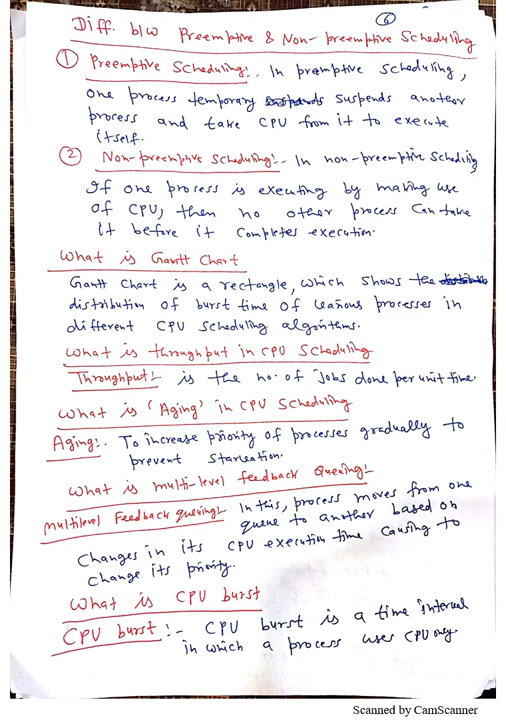 6
Diff. b/w Preemptive & Non-preemptive Scheduling
① Preemptive Scheduling:. In premptive scheduling,
one process temporary suspends anoteor
process and take CPU from it to execute
itself.
② Non-preemptive scheduling:- In non-preemptive scheduling
If one process is executing by making use
of CPU, then no other process can take
it before it completes execution.
What is Gantt Chart
Gantt chart is a rectangle, which shows the
distribution of burst time of various processes in
different CPU scheduling algorithms.
What is throughput in CPU Scheduling
Throughput:- is the no. of jobs done per unit time.
What is 'Aging' in CPU Scheduling
Aging:. To increase priority of processes gradually to
prevent starvation.
What is multi-level feedback Queuing:-
Multilevel Feedback queuing:- In this, process moves from one
queue to another based on
changes in its CPU execution time causing to
change its priority.
What is CPU burst
CPU burst:- CPU burst is a time interval
in which a process uses CPU only
Scanned by CamScanner